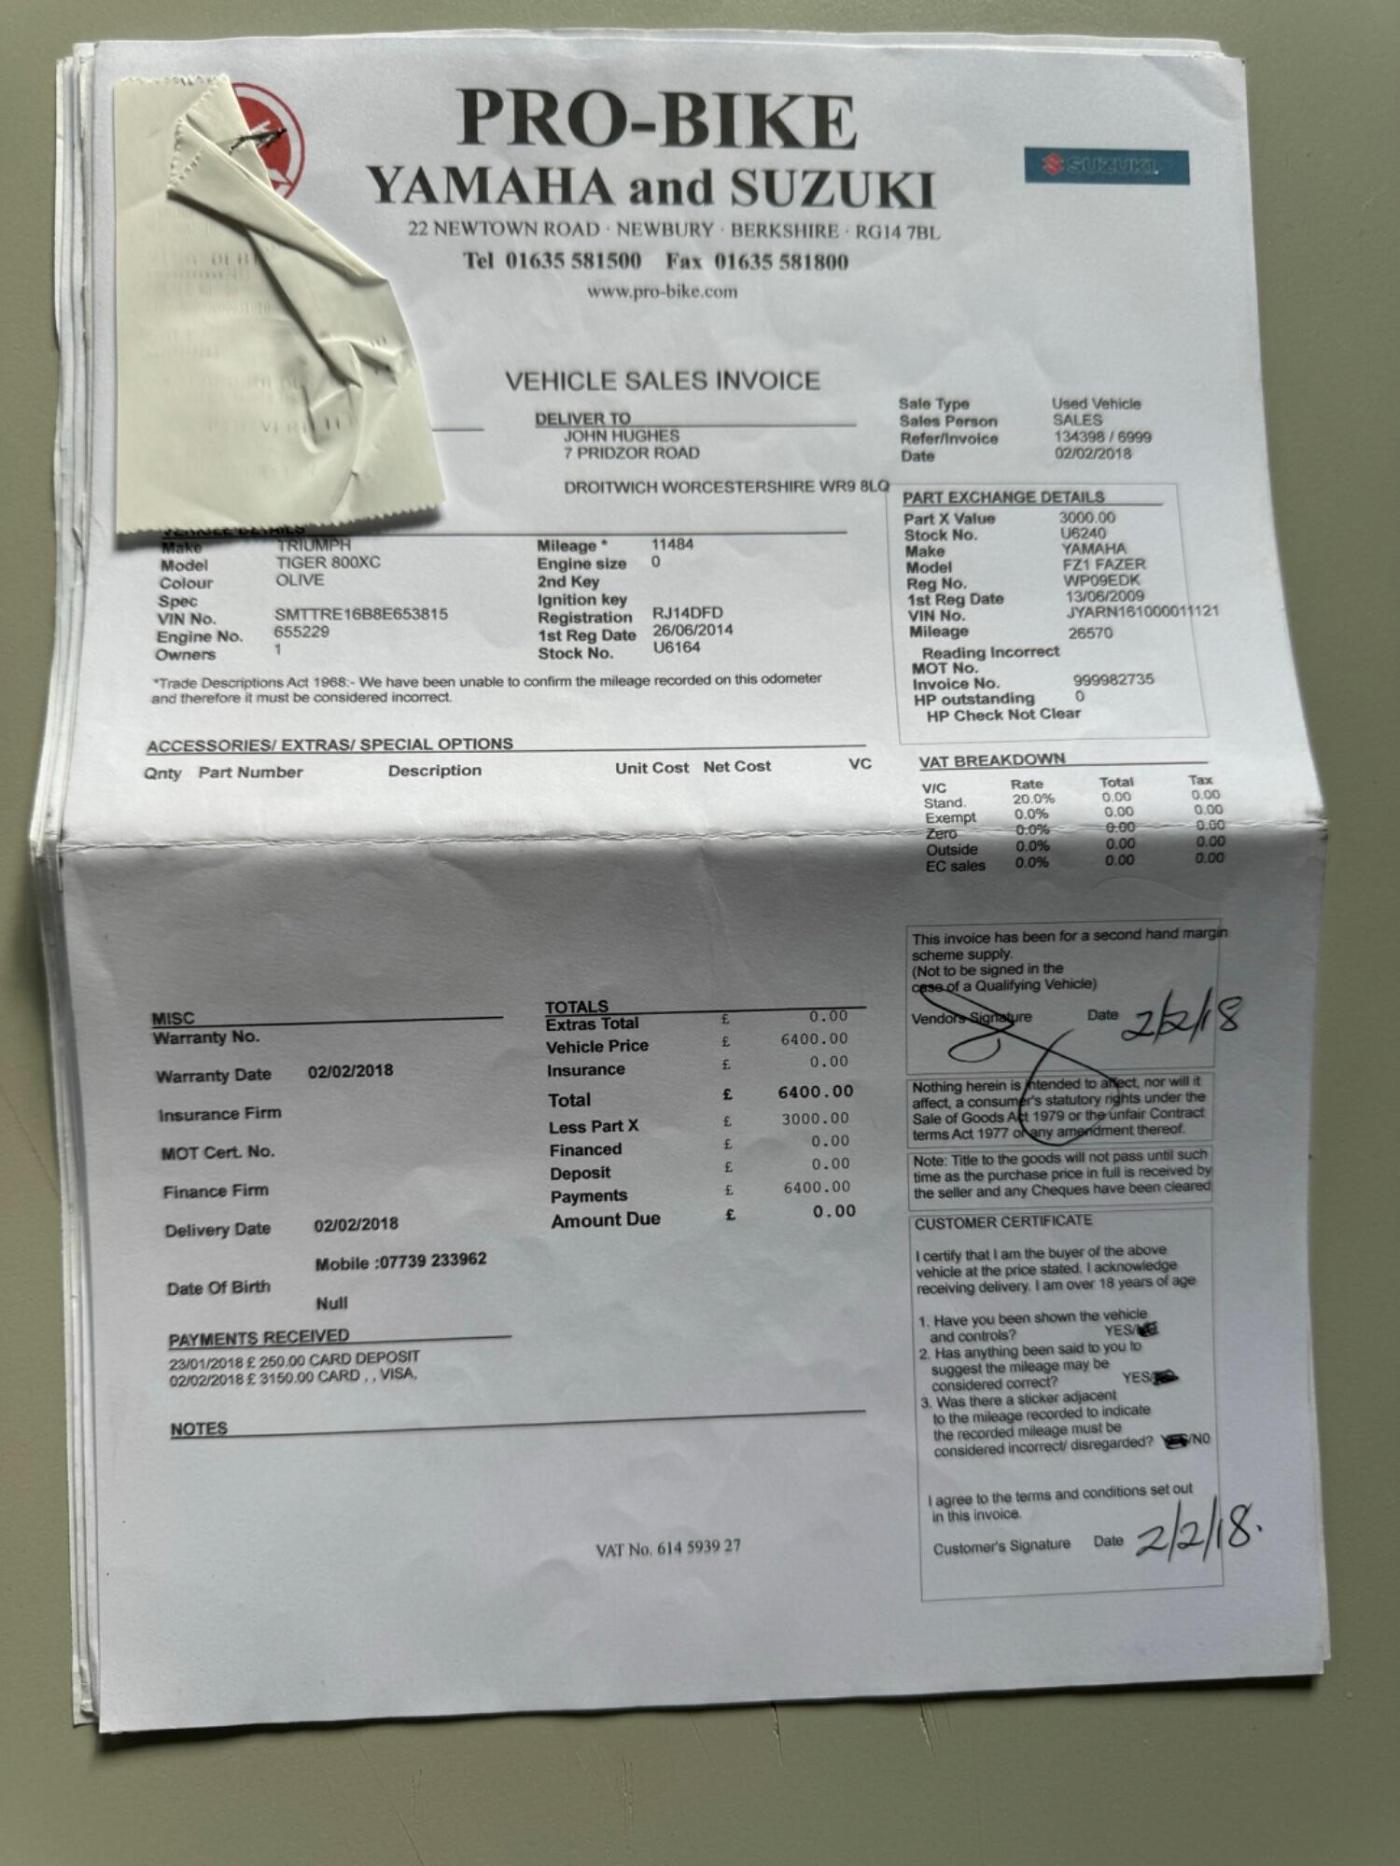 PRO-BIKE
YAMAHA and SUZUKI
SUZUKI
22 NEWTOWN ROAD · NEWBURY · BERKSHIRE · RG14 7BL
Tel 01635 581500 Fax 01635 581800
www.pro-bike.com
VEHICLE SALES INVOICE
DELIVER TO
JOHN HUGHES
7 PRIDZOR ROAD
DROITWICH WORCESTERSHIRE WR9 8LQ
Sale Type Used Vehicle
Sales Person SALES
Refer/Invoice 134398 / 6999
Date 02/02/2018
VEHICLE DETAILS
Make TRIUMPH
Model TIGER 800XC
Colour OLIVE
Spec
VIN No. SMTTRE16B8E653815
Engine No. 655229
Owners 1
Mileage * 11484
Engine size 0
2nd Key
Ignition key
Registration RJ14DFD
1st Reg Date 26/06/2014
Stock No. U6164
PART EXCHANGE DETAILS
Part X Value 3000.00
Stock No. U6240
Make YAMAHA
Model FZ1 FAZER
Reg No. WP09EDK
1st Reg Date 13/06/2009
VIN No. JYARN161000011121
Mileage 26570
Reading Incorrect
MOT No.
Invoice No. 999982735
HP outstanding 0
HP Check Not Clear
*Trade Descriptions Act 1968:- We have been unable to confirm the mileage recorded on this odometer
and therefore it must be considered incorrect.
ACCESSORIES/ EXTRAS/ SPECIAL OPTIONS
Qnty Part Number Description Unit Cost Net Cost VC
VAT BREAKDOWN
V/C Rate Total Tax
Stand. 20.0% 0.00 0.00
Exempt 0.0% 0.00 0.00
Zero 0.0% 0.00 0.00
Outside 0.0% 0.00 0.00
EC sales 0.0% 0.00 0.00
MISC
Warranty No.
Warranty Date 02/02/2018
Insurance Firm
MOT Cert. No.
Finance Firm
Delivery Date 02/02/2018
Mobile :07739 233962
Date Of Birth
Null
TOTALS
Extras Total £ 0.00
Vehicle Price £ 6400.00
Insurance £ 0.00
Total £ 6400.00
Less Part X £ 3000.00
Financed £ 0.00
Deposit £ 0.00
Payments £ 6400.00
Amount Due £ 0.00
This invoice has been for a second hand margin
scheme supply.
(Not to be signed in the
case of a Qualifying Vehicle)
Vendors Signature Date 2/2/18
Nothing herein is intended to affect, nor will it
affect, a consumer's statutory rights under the
Sale of Goods Act 1979 or the unfair Contract
terms Act 1977 or any amendment thereof.
Note: Title to the goods will not pass until such
time as the purchase price in full is received by
the seller and any Cheques have been cleared
CUSTOMER CERTIFICATE
I certify that I am the buyer of the above
vehicle at the price stated. I acknowledge
receiving delivery. I am over 18 years of age
1. Have you been shown the vehicle
and controls? YES/
2. Has anything been said to you to
suggest the mileage may be
considered correct? YES/
3. Was there a sticker adjacent
to the mileage recorded to indicate
the recorded mileage must be
considered incorrect/ disregarded? /NO
I agree to the terms and conditions set out
in this invoice.
Customer's Signature Date 2/2/18.
PAYMENTS RECEIVED
23/01/2018 £ 250.00 CARD DEPOSIT
02/02/2018 £ 3150.00 CARD , , VISA,
NOTES
VAT No. 614 5939 27